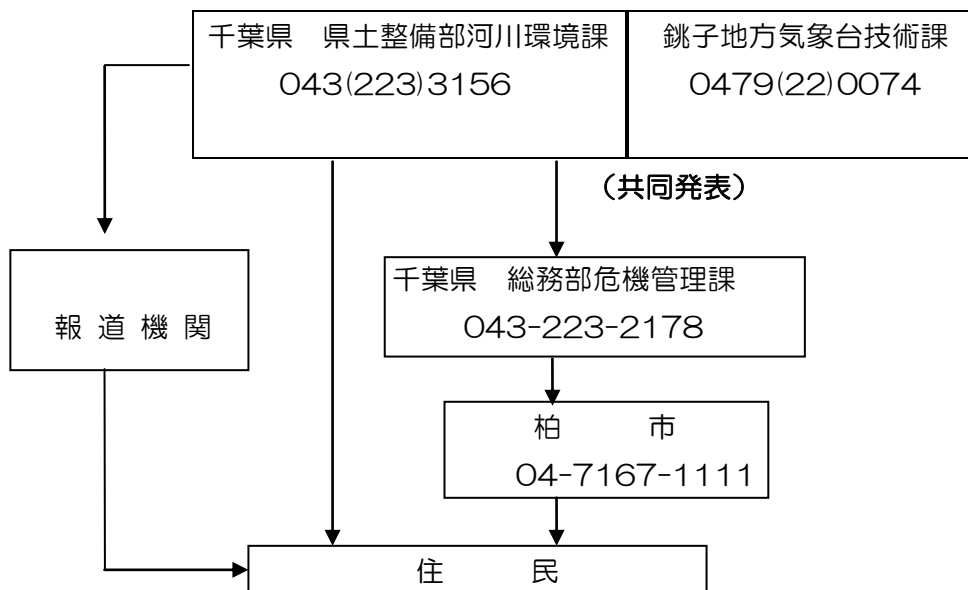 千葉県　県土整備部河川環境課
043(223)3156
銚子地方気象台技術課
0479(22)0074
（共同発表）
千葉県　総務部危機管理課
043-223-2178
報 道 機 関
柏　　　市
04-7167-1111
住　　　民